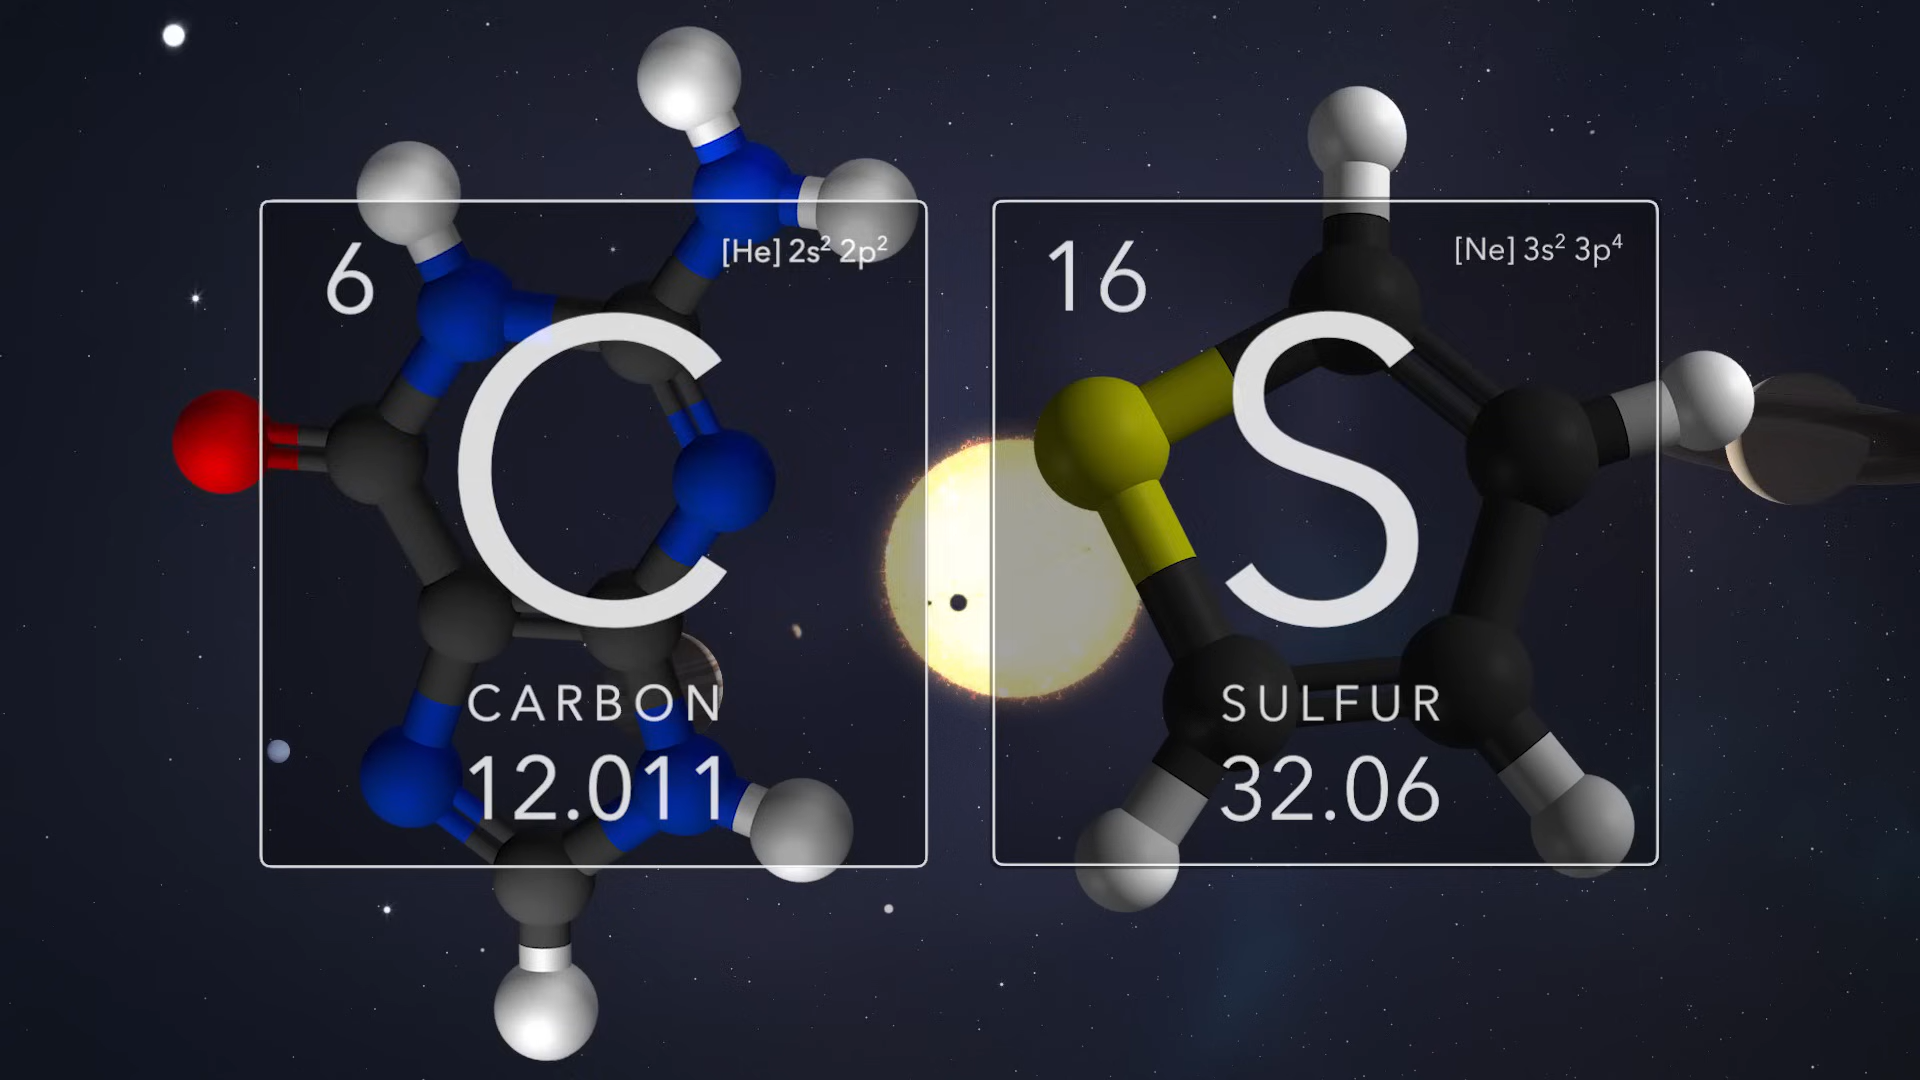 6
[He] 2s² 2p²
C
CARBON
12.011
16
[Ne] 3s² 3p⁴
S
SULFUR
32.06